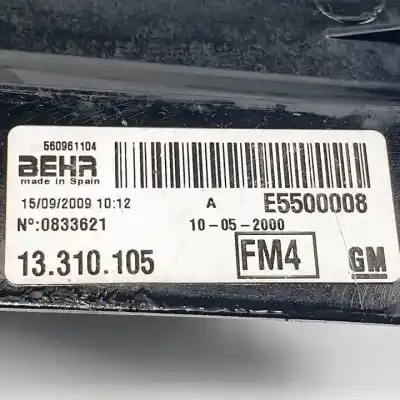 560961104
BEHR
made in Spain
15/09/2009 10:12 A E5500008
Nº:0833621 10-05-2000
13.310.105 FM4 GM